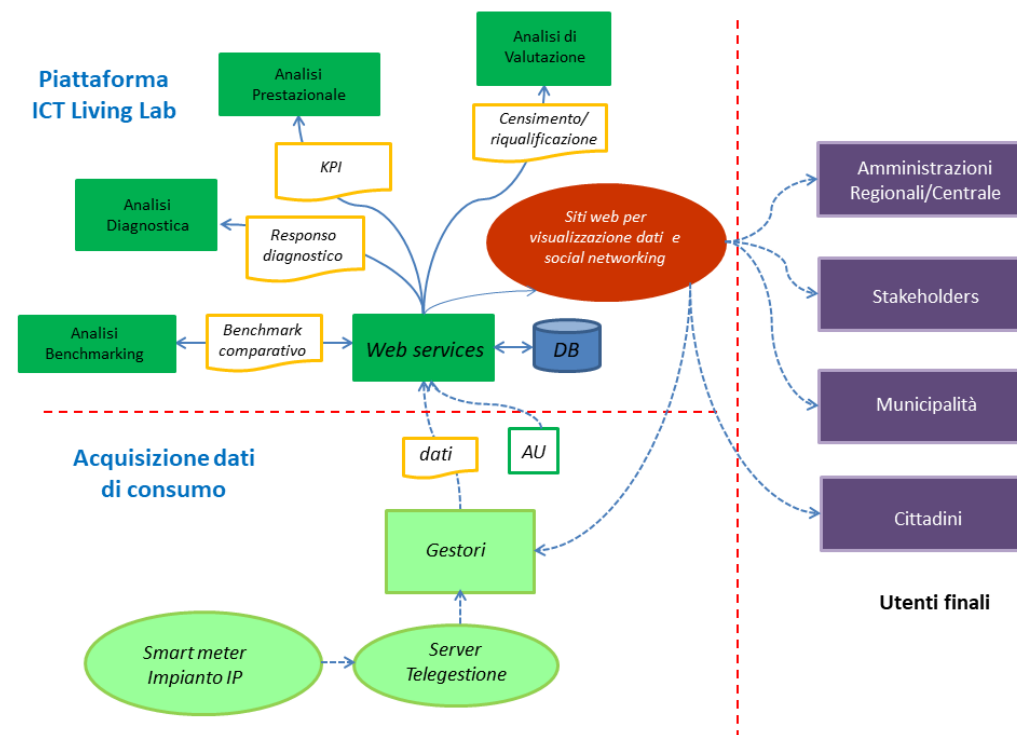 Piattaforma
ICT Living Lab
Analisi
Prestazionale
Analisi di
Valutazione
Censimento/
riqualificazione
KPI
Analisi
Diagnostica
Responso
diagnostico
Siti web per
visualizzazione dati e
social networking
Amministrazioni
Regionali/Centrale
Stakeholders
Analisi
Benchmarking
Benchmark
comparativo
Web services
DB
Municipalità
Acquisizione dati
di consumo
dati
AU
Gestori
Cittadini
Utenti finali
Smart meter
Impianto IP
Server
Telegestione